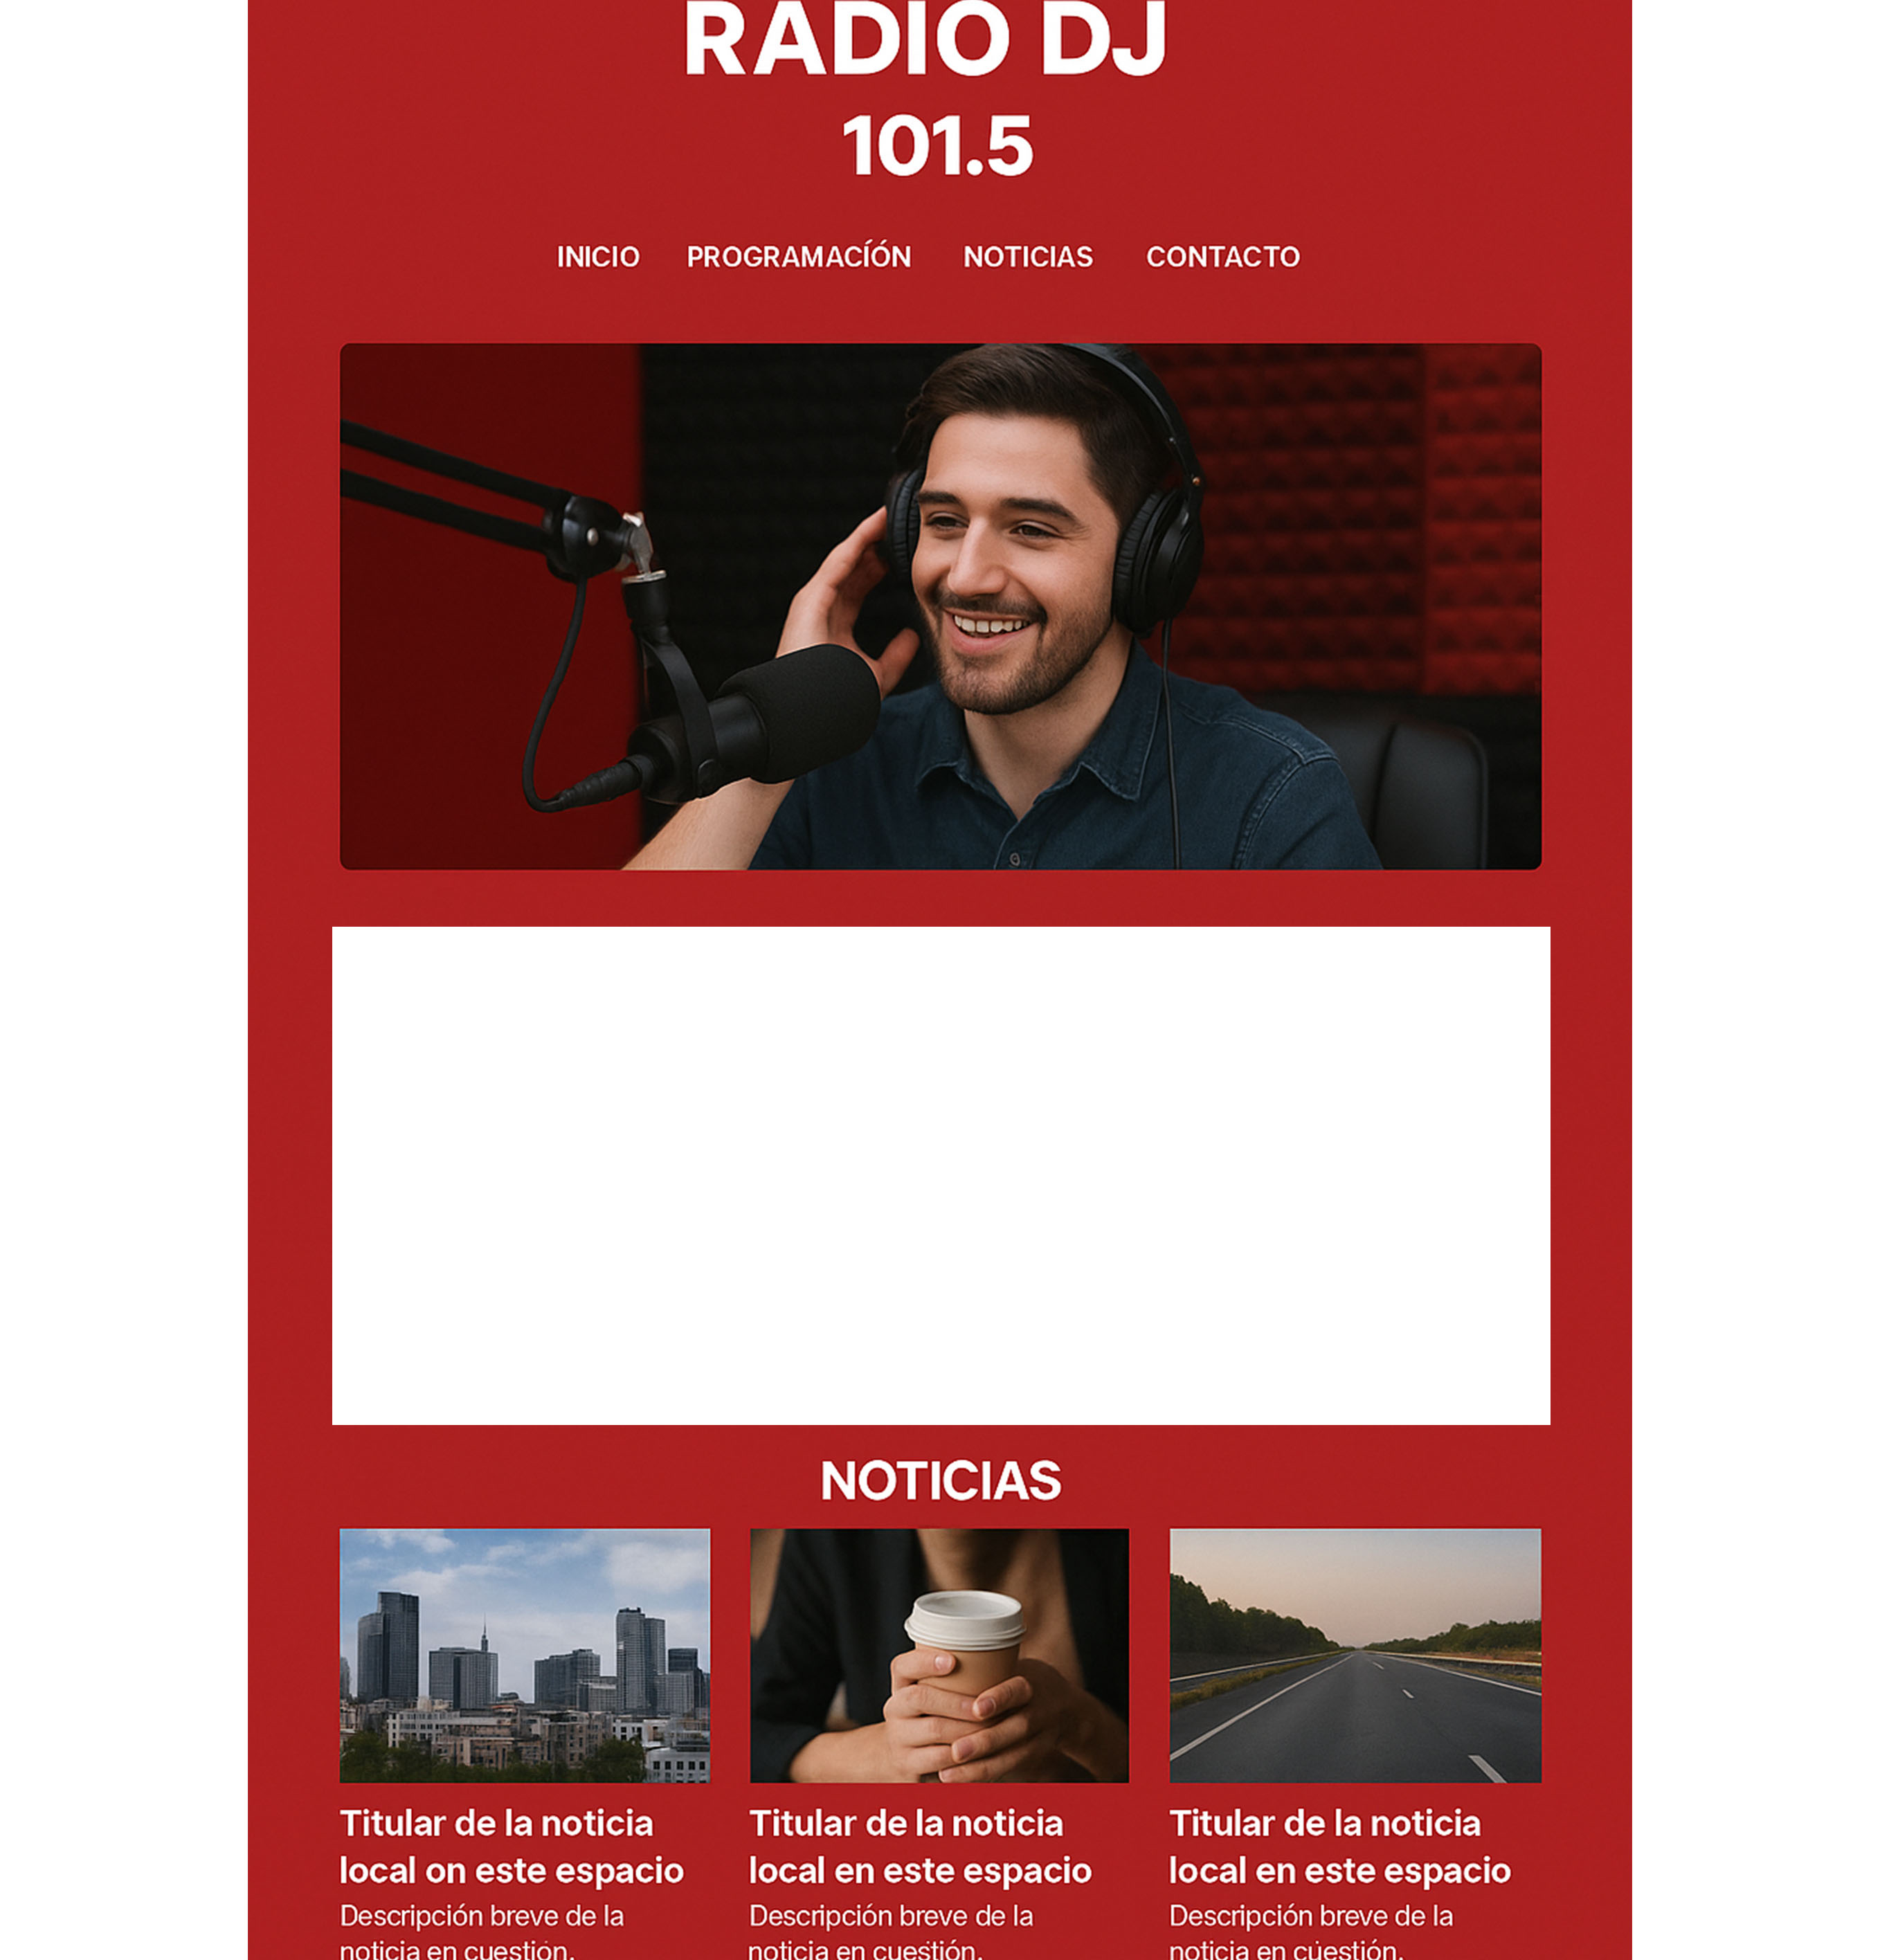 RADIO DJ
101.5
INICIO PROGRAMACÍÓN NOTICIAS CONTACTO
NOTICIAS
Titular de la noticia
local on este espacio
Descripción breve de la
noticia en cuestión.
Titular de la noticia
local en este espacio
Descripción breve de la
noticia en cuestión.
Titular de la noticia
local en este espacio
Descripción breve de la
noticia en cuestión.